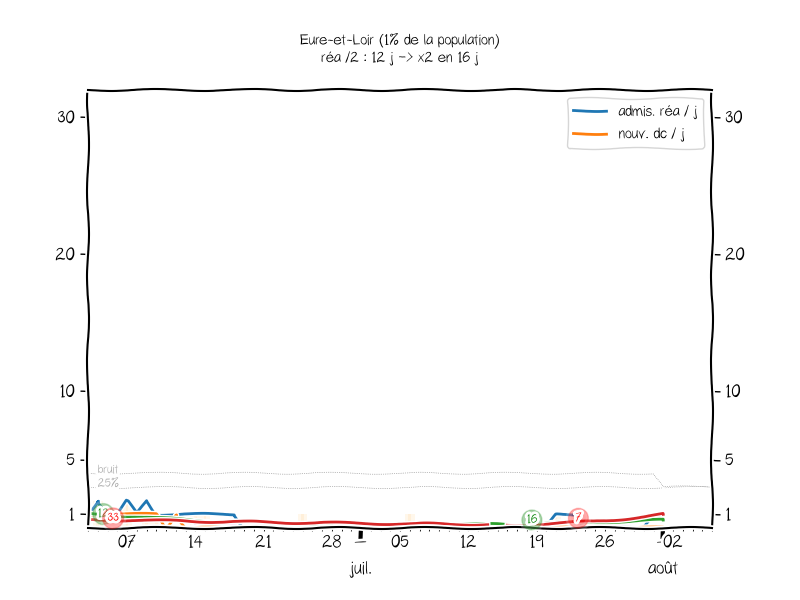 Eure-et-Loir (1% de la population)
réa /2 : 12 j -> x2 en 16 j
admis. réa / j
nouv. dc / j
30
30
20
20
10
10
5
5
bruit
25%
1
1
33
16
7
07 14 21 28 05 12 19 26 02
juil. août